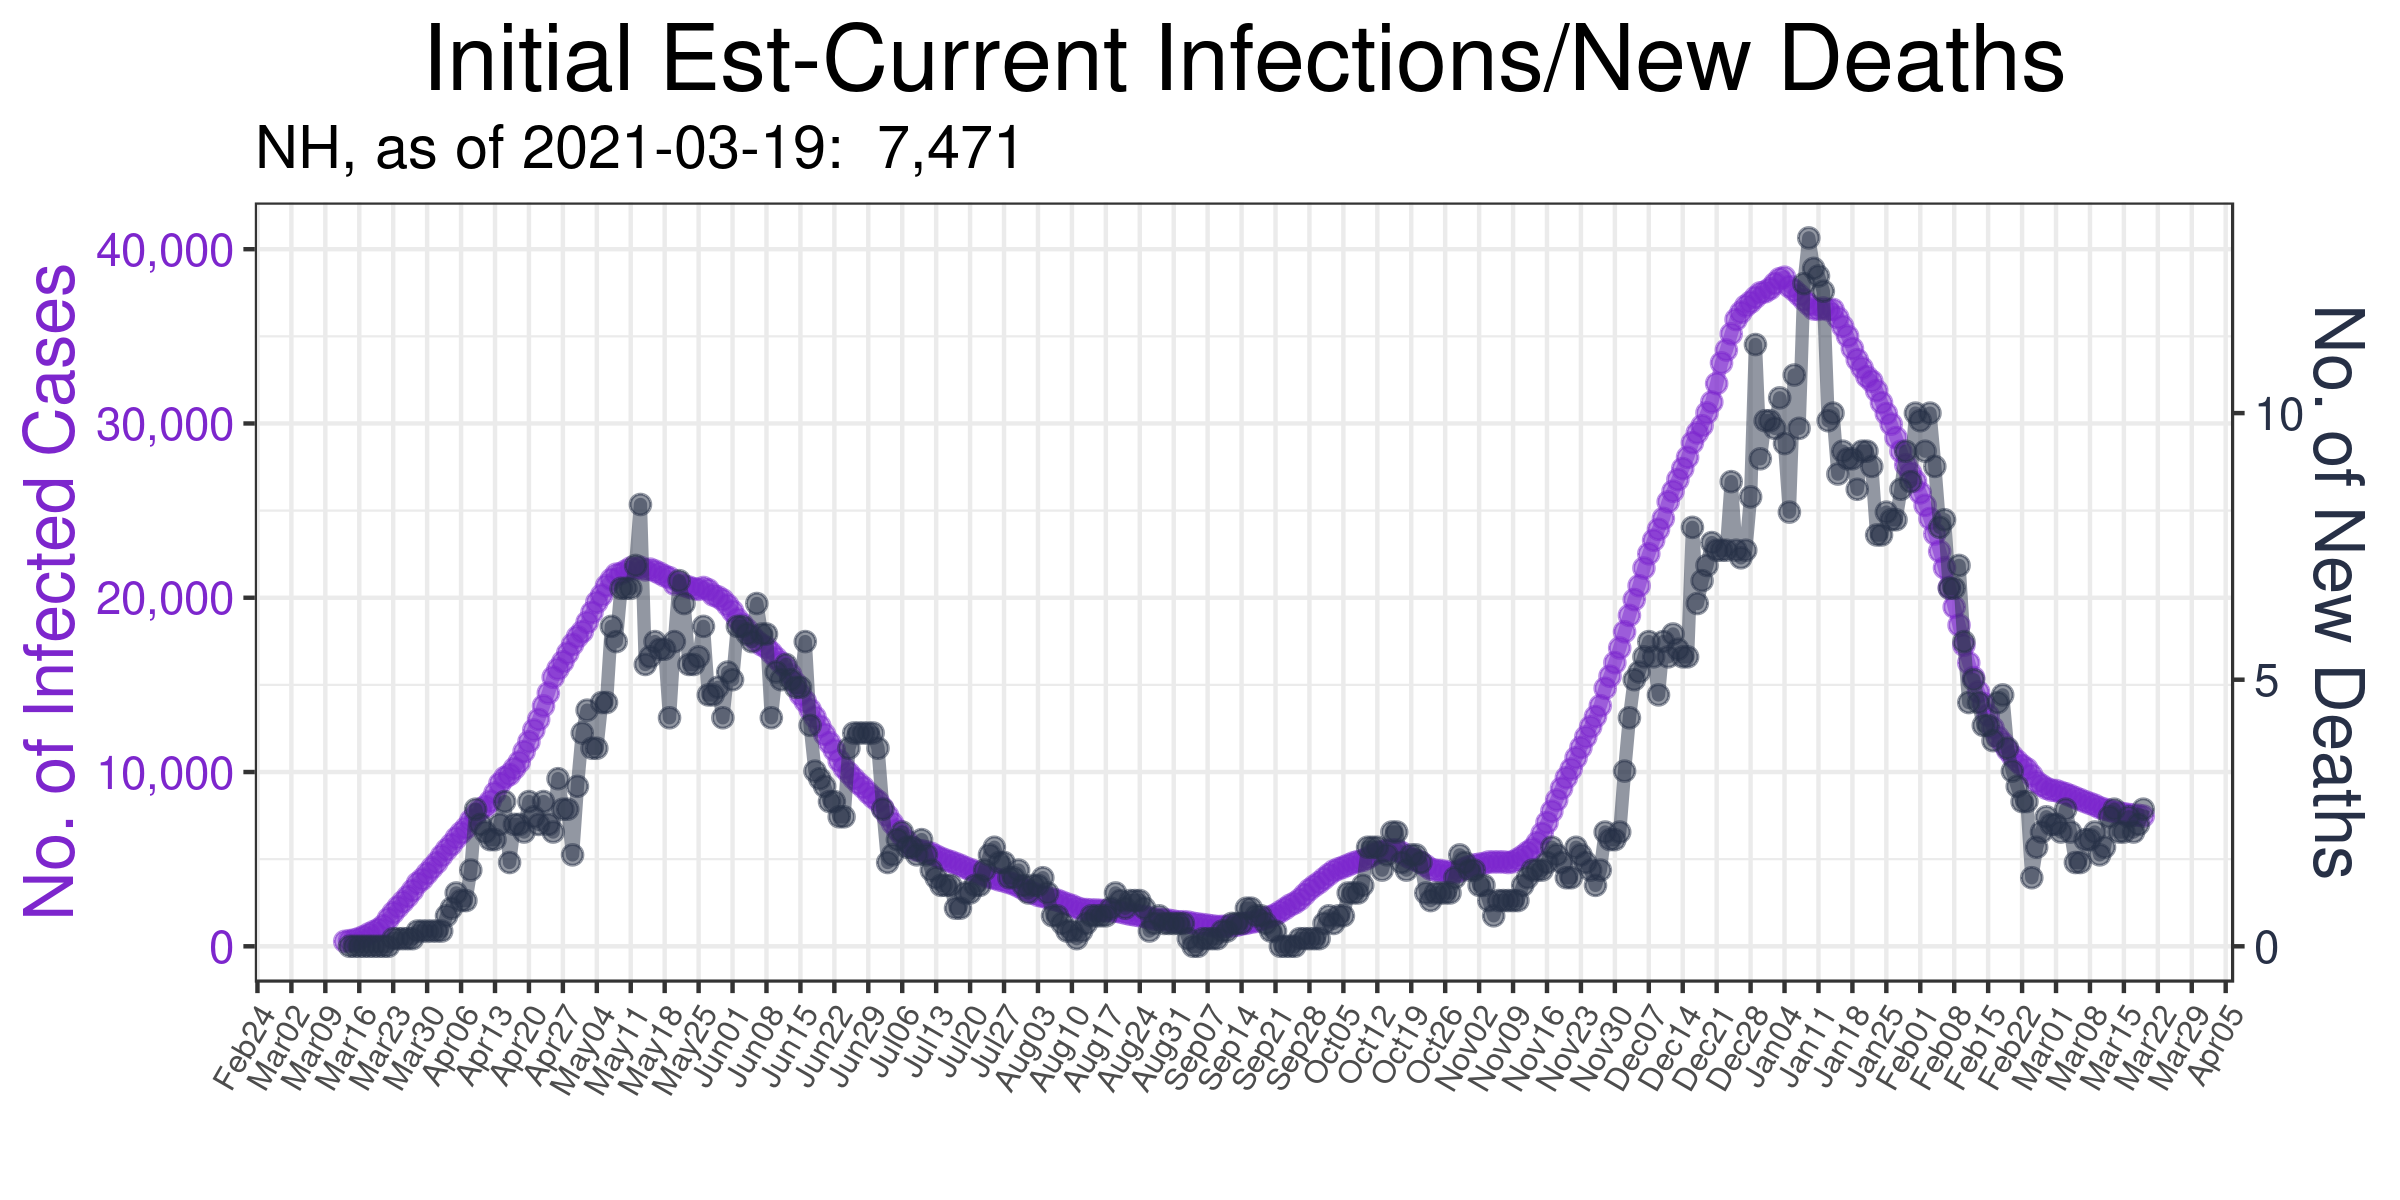 Initial Est-Current Infections/New Deaths
NH, as of 2021-03-19:  7,471
No. of Infected Cases
40,000
30,000
20,000
10,000
0
No. of New Deaths
10
5
0
Feb24
Mar02
Mar09
Mar16
Mar23
Mar30
Apr06
Apr13
Apr20
Apr27
May04
May11
May18
May25
Jun01
Jun08
Jun15
Jun22
Jun29
Jul06
Jul13
Jul20
Jul27
Aug03
Aug10
Aug17
Aug24
Aug31
Sep07
Sep14
Sep21
Sep28
Oct05
Oct12
Oct19
Oct26
Nov02
Nov09
Nov16
Nov23
Nov30
Dec07
Dec14
Dec21
Dec28
Jan04
Jan11
Jan18
Jan25
Feb01
Feb08
Feb15
Feb22
Mar01
Mar08
Mar15
Mar22
Mar29
Apr05